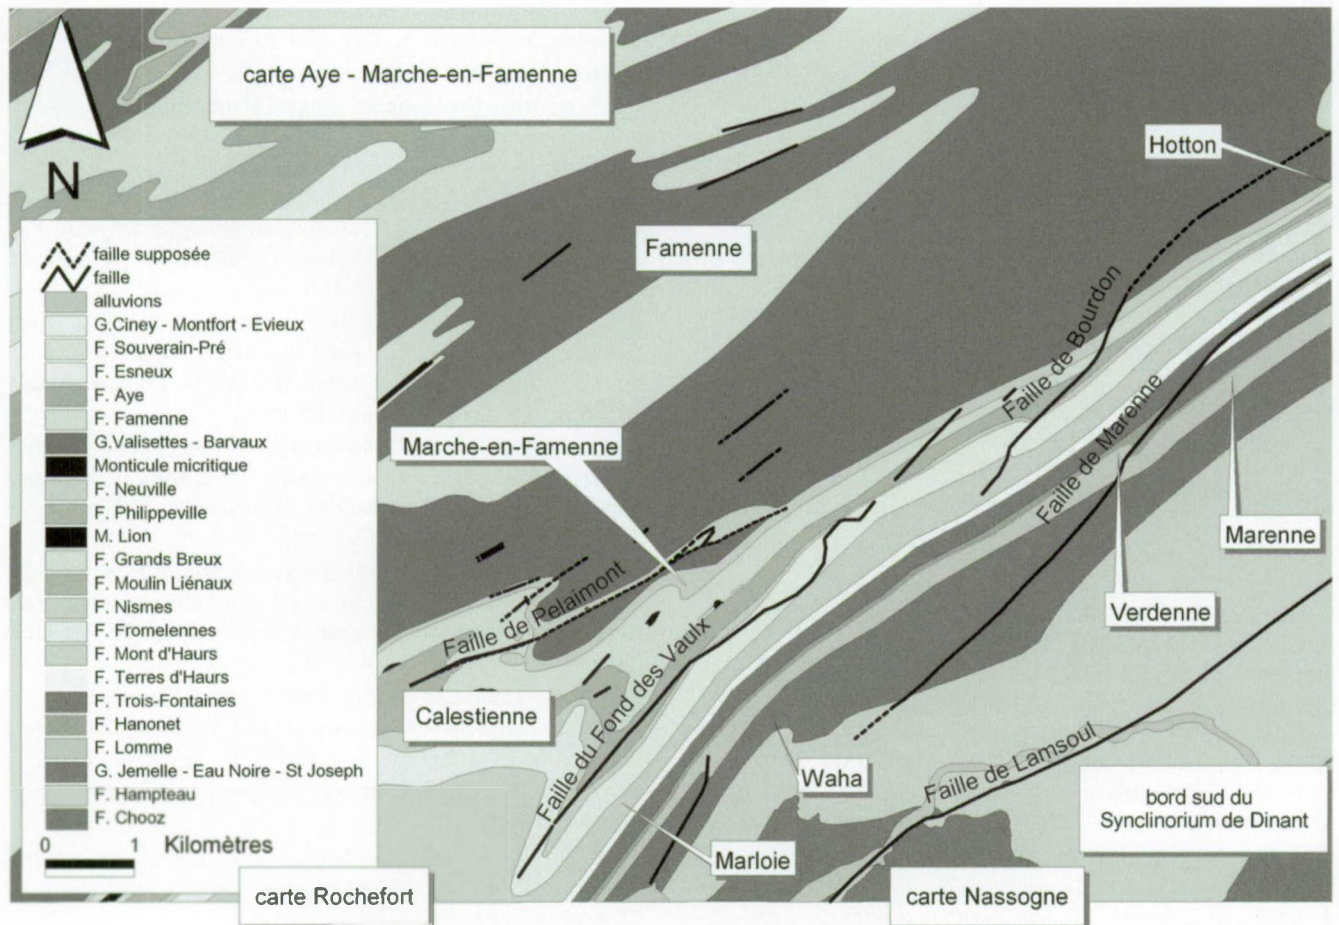 carte Aye - Marche-en-Famenne
N
Hotton
Famenne
faille supposée
faille
alluvions
G.Ciney - Montfort - Evieux
F. Souverain-Pré
F. Esneux
F. Aye
F. Famenne
G.Valisettes - Barvaux
Monticule micritique
F. Neuville
F. Philippeville
M. Lion
F. Grands Breux
F. Moulin Liénaux
F. Nismes
F. Fromelennes
F. Mont d'Haurs
F. Terres d'Haurs
F. Trois-Fontaines
F. Hanonet
F. Lomme
G. Jemelle - Eau Noire - St Joseph
F. Hampteau
F. Chooz
0 1 Kilomètres
Faille de Bourdon
Marche-en-Famenne
Faille de Marenne
Marenne
Verdenne
Faille de Pelaimont
Calestienne
Faille du Fond des Vaulx
Waha
Faille de Lamsoul
bord sud du
Synclinorium de Dinant
Marloie
carte Rochefort
carte Nassogne